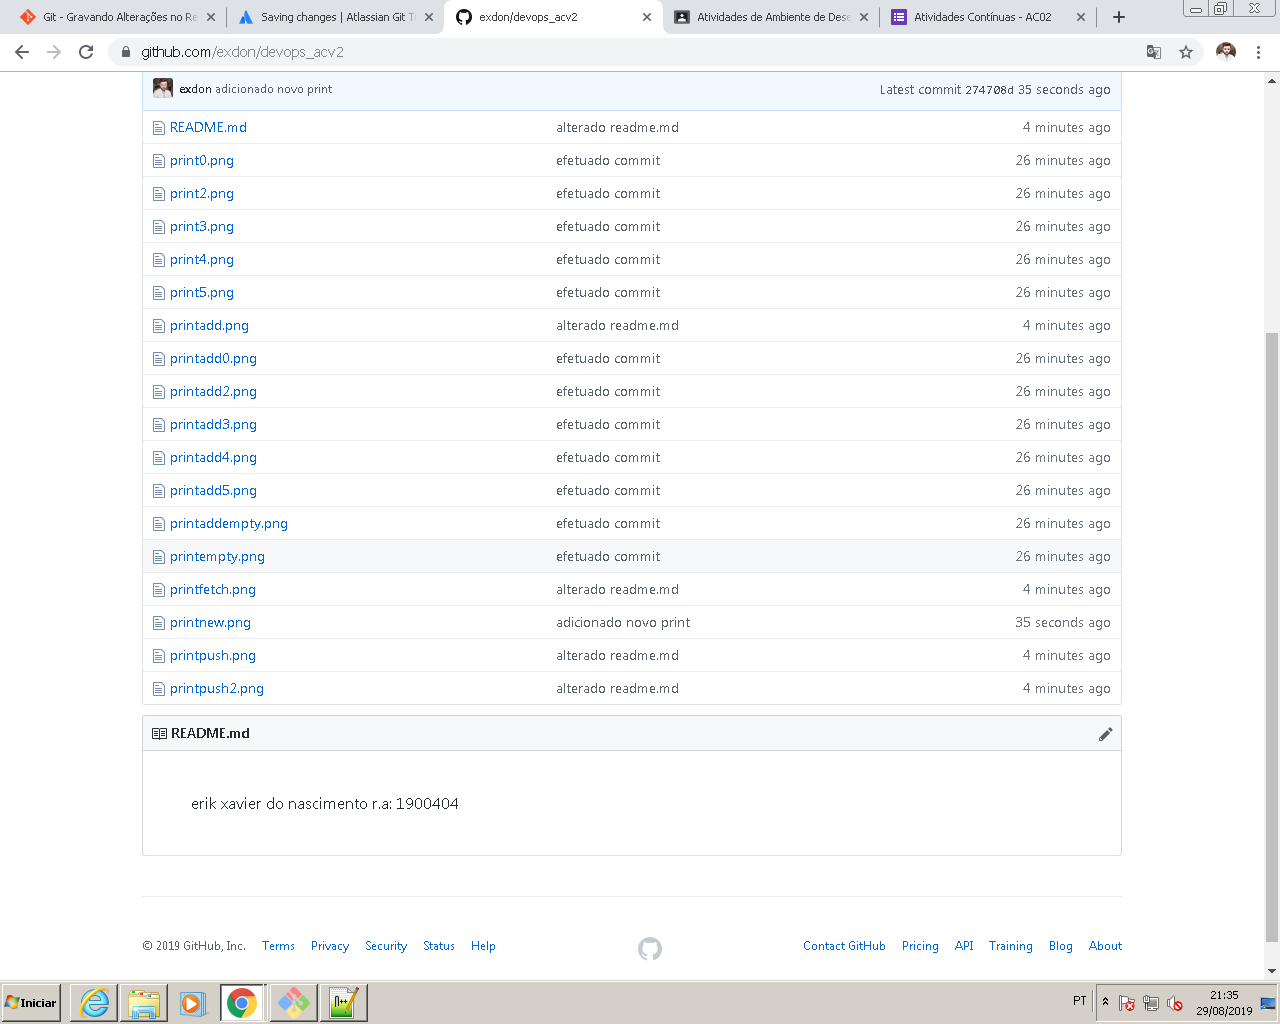 Git - Gravando Alterações no Re
Saving changes | Atlassian Git T
exdon/devops_acv2
Atividades de Ambiente de Dese
Atividades Contínuas - AC02
github.com/exdon/devops_acv2
exdon adicionado novo print Latest commit 274708d 35 seconds ago
README.md alterado readme.md 4 minutes ago
print0.png efetuado commit 26 minutes ago
print2.png efetuado commit 26 minutes ago
print3.png efetuado commit 26 minutes ago
print4.png efetuado commit 26 minutes ago
print5.png efetuado commit 26 minutes ago
printadd.png alterado readme.md 4 minutes ago
printadd0.png efetuado commit 26 minutes ago
printadd2.png efetuado commit 26 minutes ago
printadd3.png efetuado commit 26 minutes ago
printadd4.png efetuado commit 26 minutes ago
printadd5.png efetuado commit 26 minutes ago
printaddempty.png efetuado commit 26 minutes ago
printempty.png efetuado commit 26 minutes ago
printfetch.png alterado readme.md 4 minutes ago
printnew.png adicionado novo print 35 seconds ago
printpush.png alterado readme.md 4 minutes ago
printpush2.png alterado readme.md 4 minutes ago
README.md
erik xavier do nascimento r.a: 1900404
© 2019 GitHub, Inc. Terms Privacy Security Status Help Contact GitHub Pricing API Training Blog About
Iniciar
PT
21:35
29/08/2019